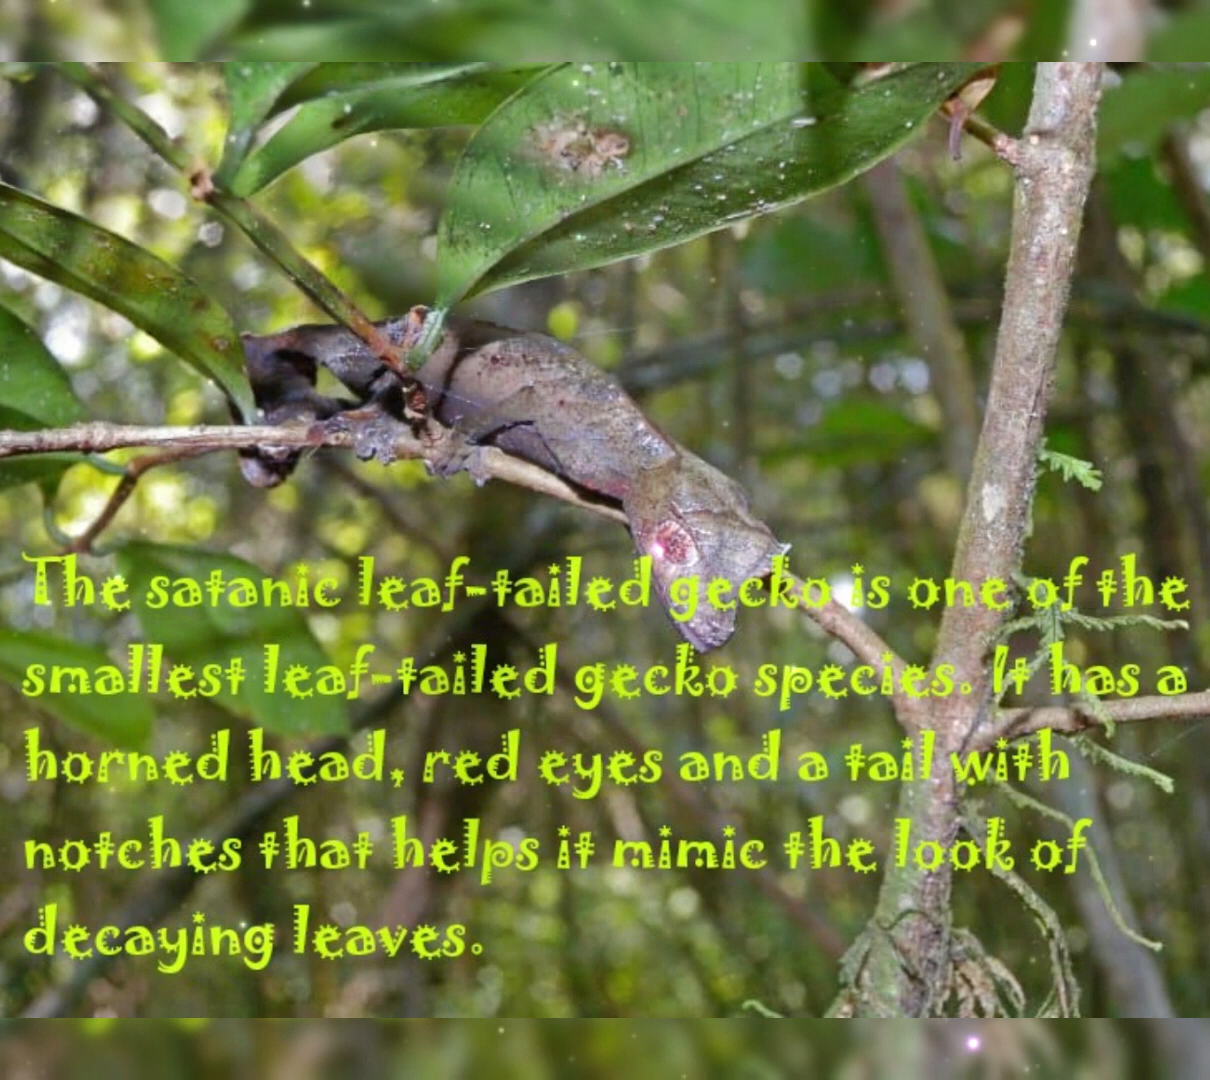 The satanic leaf-tailed gecko is one of the
smallest leaf-tailed gecko species. It has a
horned head, red eyes and a tail with
notches that helps it mimic the look of
decaying leaves.